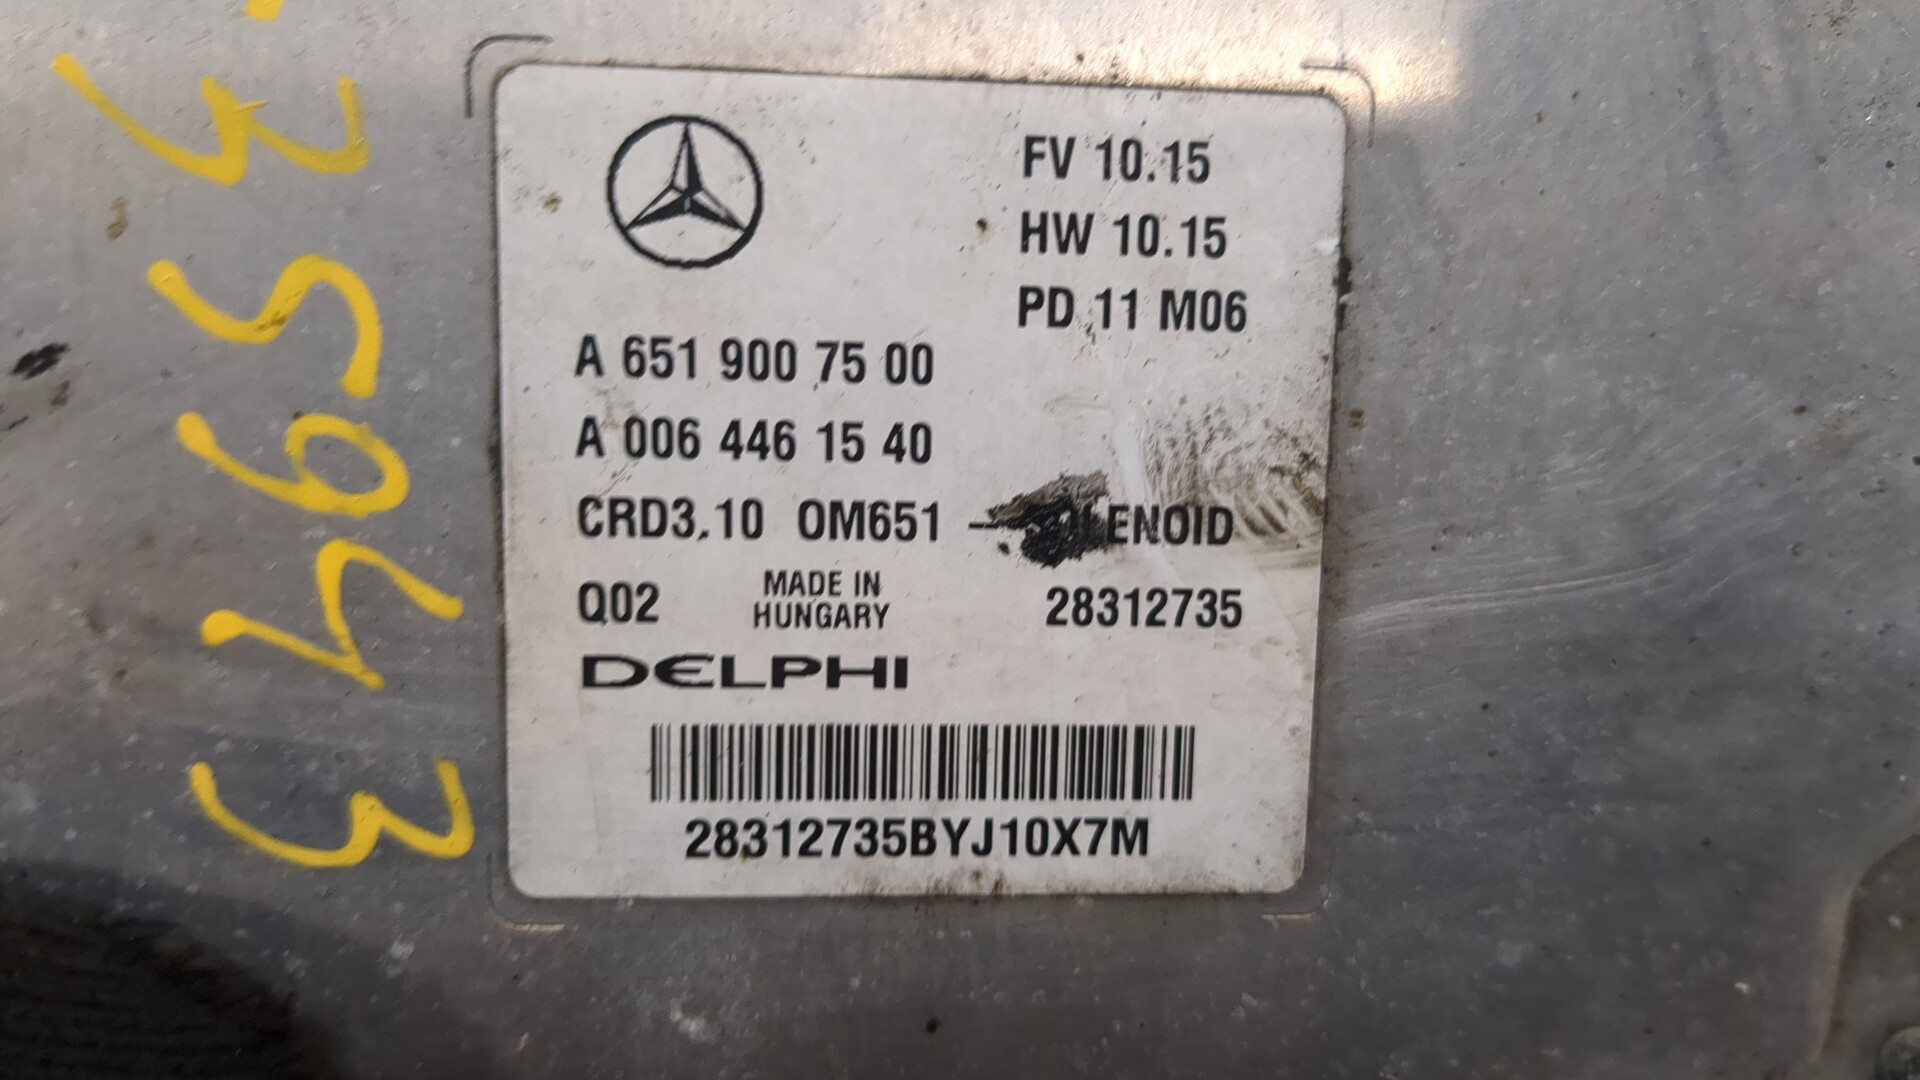 FV 10.15
HW 10.15
PD 11 M06
A 651 900 75 00
A 006 446 15 40
CRD3.10 OM651 - SOLENOID
Q02 MADE IN HUNGARY 28312735
DELPHI
28312735BYJ10X7M